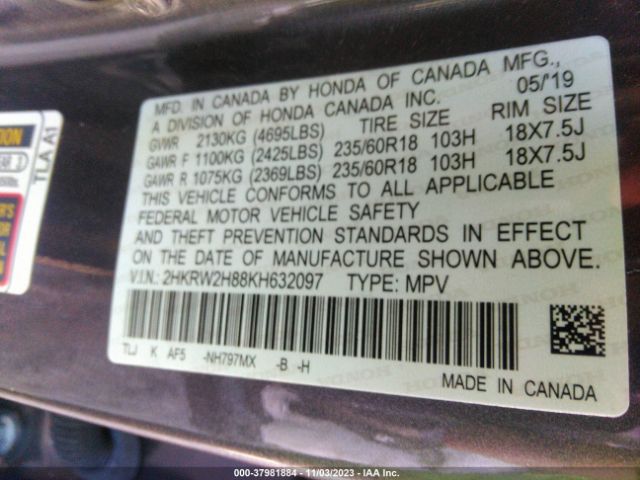 MFD. IN CANADA BY HONDA OF CANADA MFG.,
A DIVISION OF HONDA CANADA INC. 05/'19
GVWR 2130KG (4695LBS) TIRE SIZE RIM SIZE
GAWR F 1100KG (2425LBS) 235/60R18 103H 18X7.5J
GAWR R 1075KG (2369LBS) 235/60R18 103H 18X7.5J
THIS VEHICLE CONFORMS TO ALL APPLICABLE
FEDERAL MOTOR VEHICLE SAFETY
AND THEFT PREVENTION STANDARDS IN EFFECT
ON THE DATE OF MANUFACTURE SHOWN ABOVE.
V.I.N.: 2HKRW2H88KH632097 TYPE: MPV
TLJ K AF5 -NH797MX -B -H
MADE IN CANADA
TLA A1
000-37981884 - 11/03/2023 - IAA Inc.